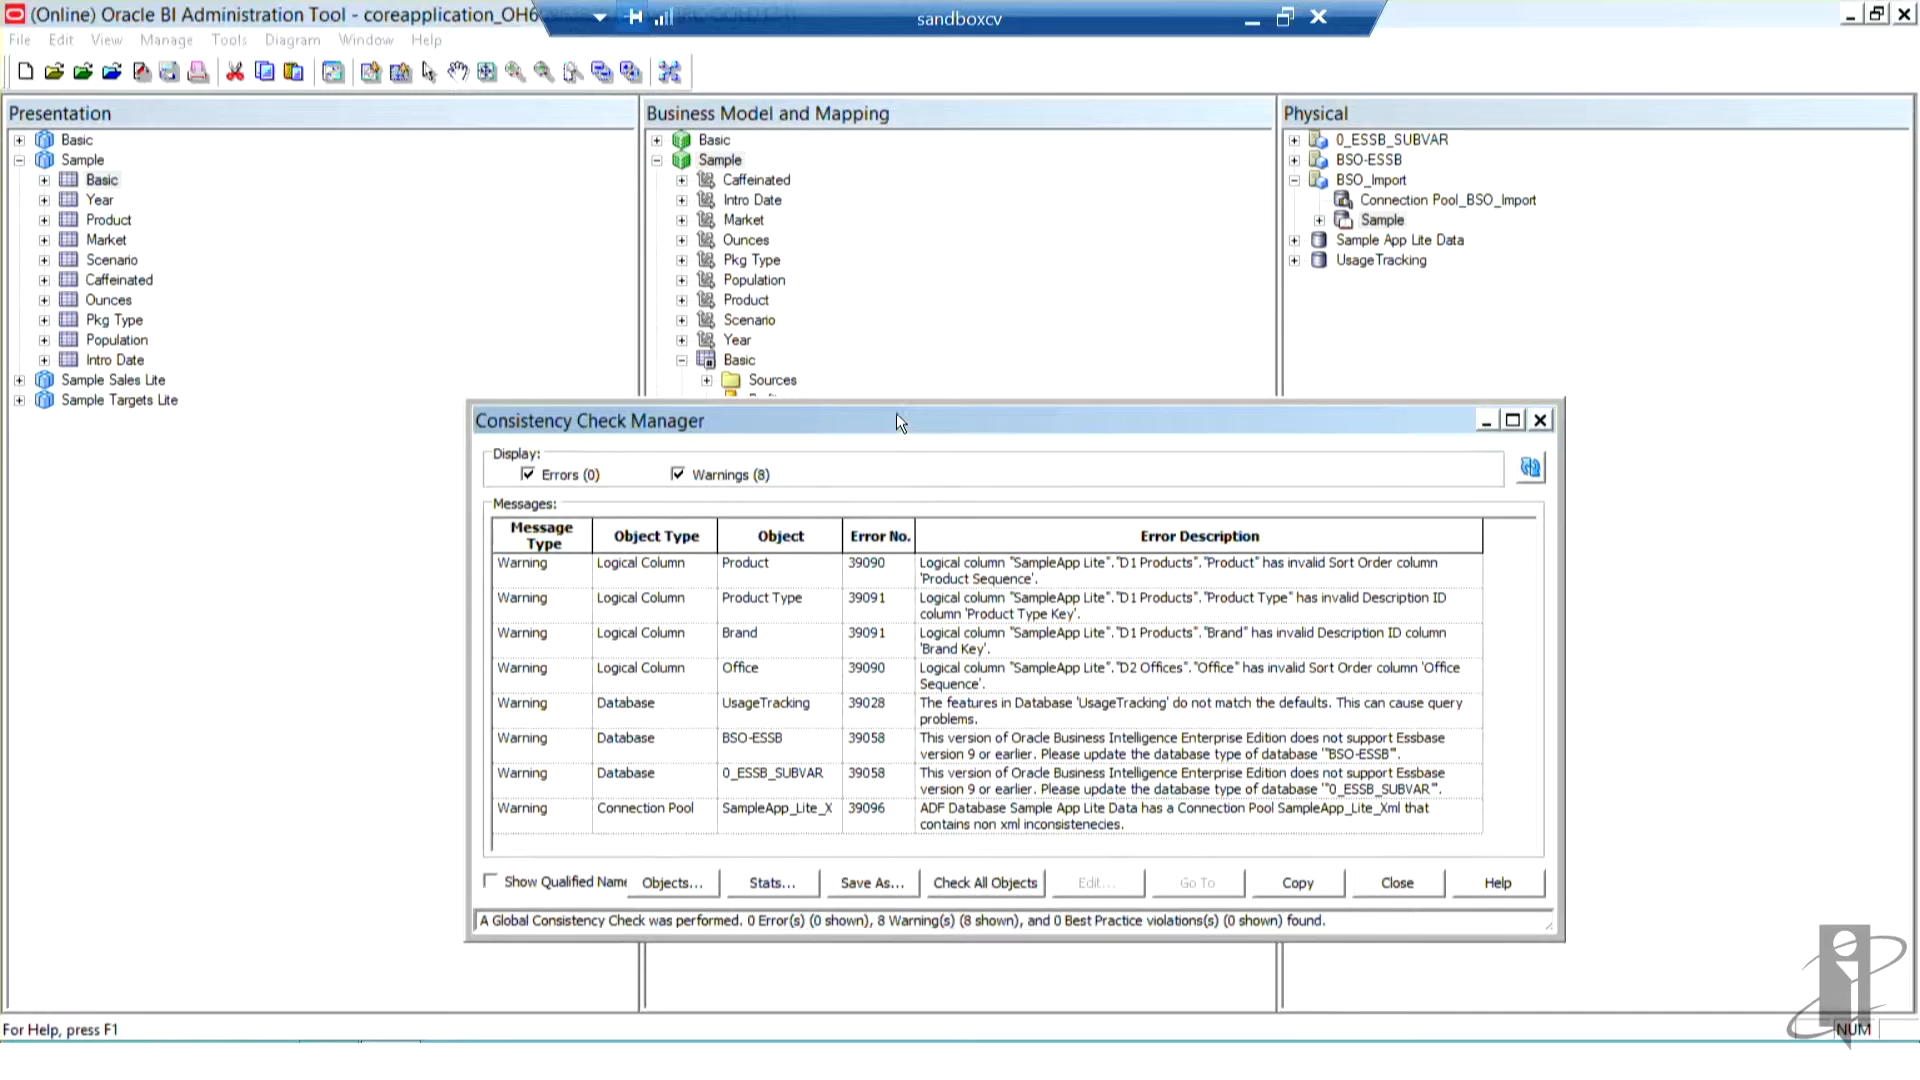 (Online) Oracle BI Administration Tool - coreapplication_OH6
sandboxcv
File Edit View Manage Tools Diagram Window Help
Presentation
Basic
Sample
Basic
Year
Product
Market
Scenario
Caffeinated
Ounces
Pkg Type
Population
Intro Date
Sample Sales Lite
Sample Targets Lite
Business Model and Mapping
Basic
Sample
Caffeinated
Intro Date
Market
Ounces
Pkg Type
Population
Product
Scenario
Year
Basic
Sources
Physical
0_ESSB_SUBVAR
BSO-ESSB
BSO_Import
Connection Pool_BSO_Import
Sample
Sample App Lite Data
UsageTracking
Consistency Check Manager
Display:
Errors (0) Warnings (8)
Messages:
Message Type Object Type Object Error No. Error Description
Warning Logical Column Product 39090 Logical column "SampleApp Lite"."D1 Products"."Product" has invalid Sort Order column
'Product Sequence'.
Warning Logical Column Product Type 39091 Logical column "SampleApp Lite"."D1 Products"."Product Type" has invalid Description ID
column 'Product Type Key'.
Warning Logical Column Brand 39091 Logical column "SampleApp Lite"."D1 Products"."Brand" has invalid Description ID column
'Brand Key'.
Warning Logical Column Office 39090 Logical column "SampleApp Lite"."D2 Offices"."Office" has invalid Sort Order column 'Office
Sequence'.
Warning Database UsageTracking 39028 The features in Database 'UsageTracking' do not match the defaults. This can cause query
problems.
Warning Database BSO-ESSB 39058 This version of Oracle Business Intelligence Enterprise Edition does not support Essbase
version 9 or earlier. Please update the database type of database '"BSO-ESSB"'.
Warning Database 0_ESSB_SUBVAR 39058 This version of Oracle Business Intelligence Enterprise Edition does not support Essbase
version 9 or earlier. Please update the database type of database '"0_ESSB_SUBVAR"'.
Warning Connection Pool SampleApp_Lite_X 39096 ADF Database Sample App Lite Data has a Connection Pool SampleApp_Lite_Xml that
contains non xml inconsistenecies.
Show Qualified Name Objects... Stats... Save As... Check All Objects Edit... Go To Copy Close Help
A Global Consistency Check was performed. 0 Error(s) (0 shown), 8 Warning(s) (8 shown), and 0 Best Practice violations(s) (0 shown) found.
For Help, press F1
NUM